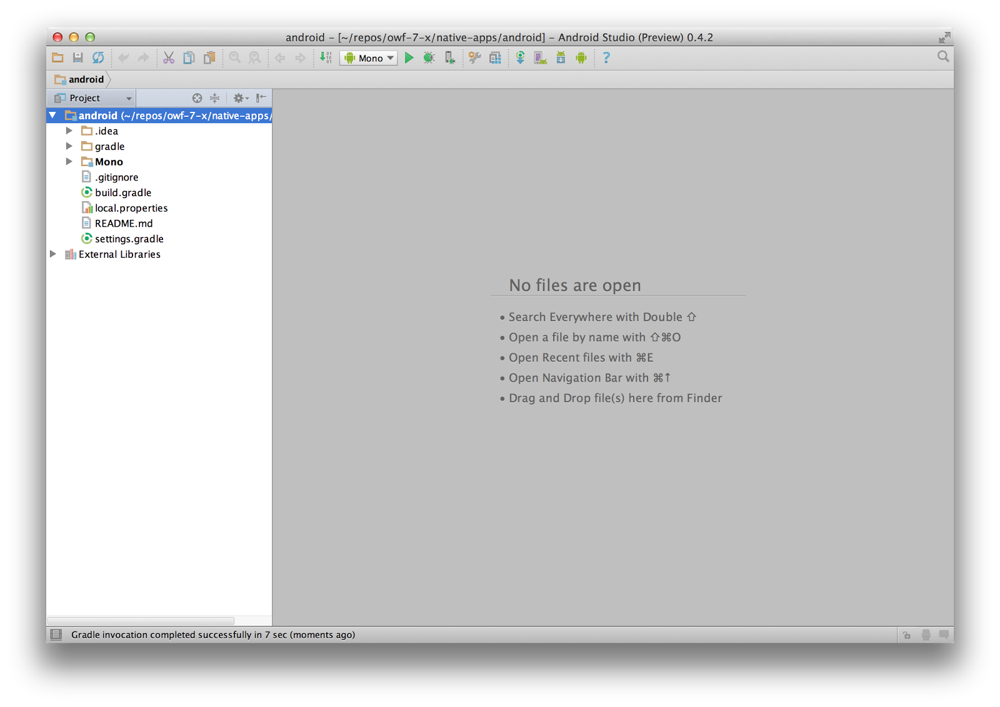 android – [~/repos/owf-7-x/native-apps/android] – Android Studio (Preview) 0.4.2
Mono
?
android
Project
android (~/repos/owf-7-x/native-apps/
.idea
gradle
Mono
.gitignore
build.gradle
local.properties
README.md
settings.gradle
External Libraries
No files are open
• Search Everywhere with Double ⇧
• Open a file by name with ⇧⌘O
• Open Recent files with ⌘E
• Open Navigation Bar with ⌘↑
• Drag and Drop file(s) here from Finder
Gradle invocation completed successfully in 7 sec (moments ago)